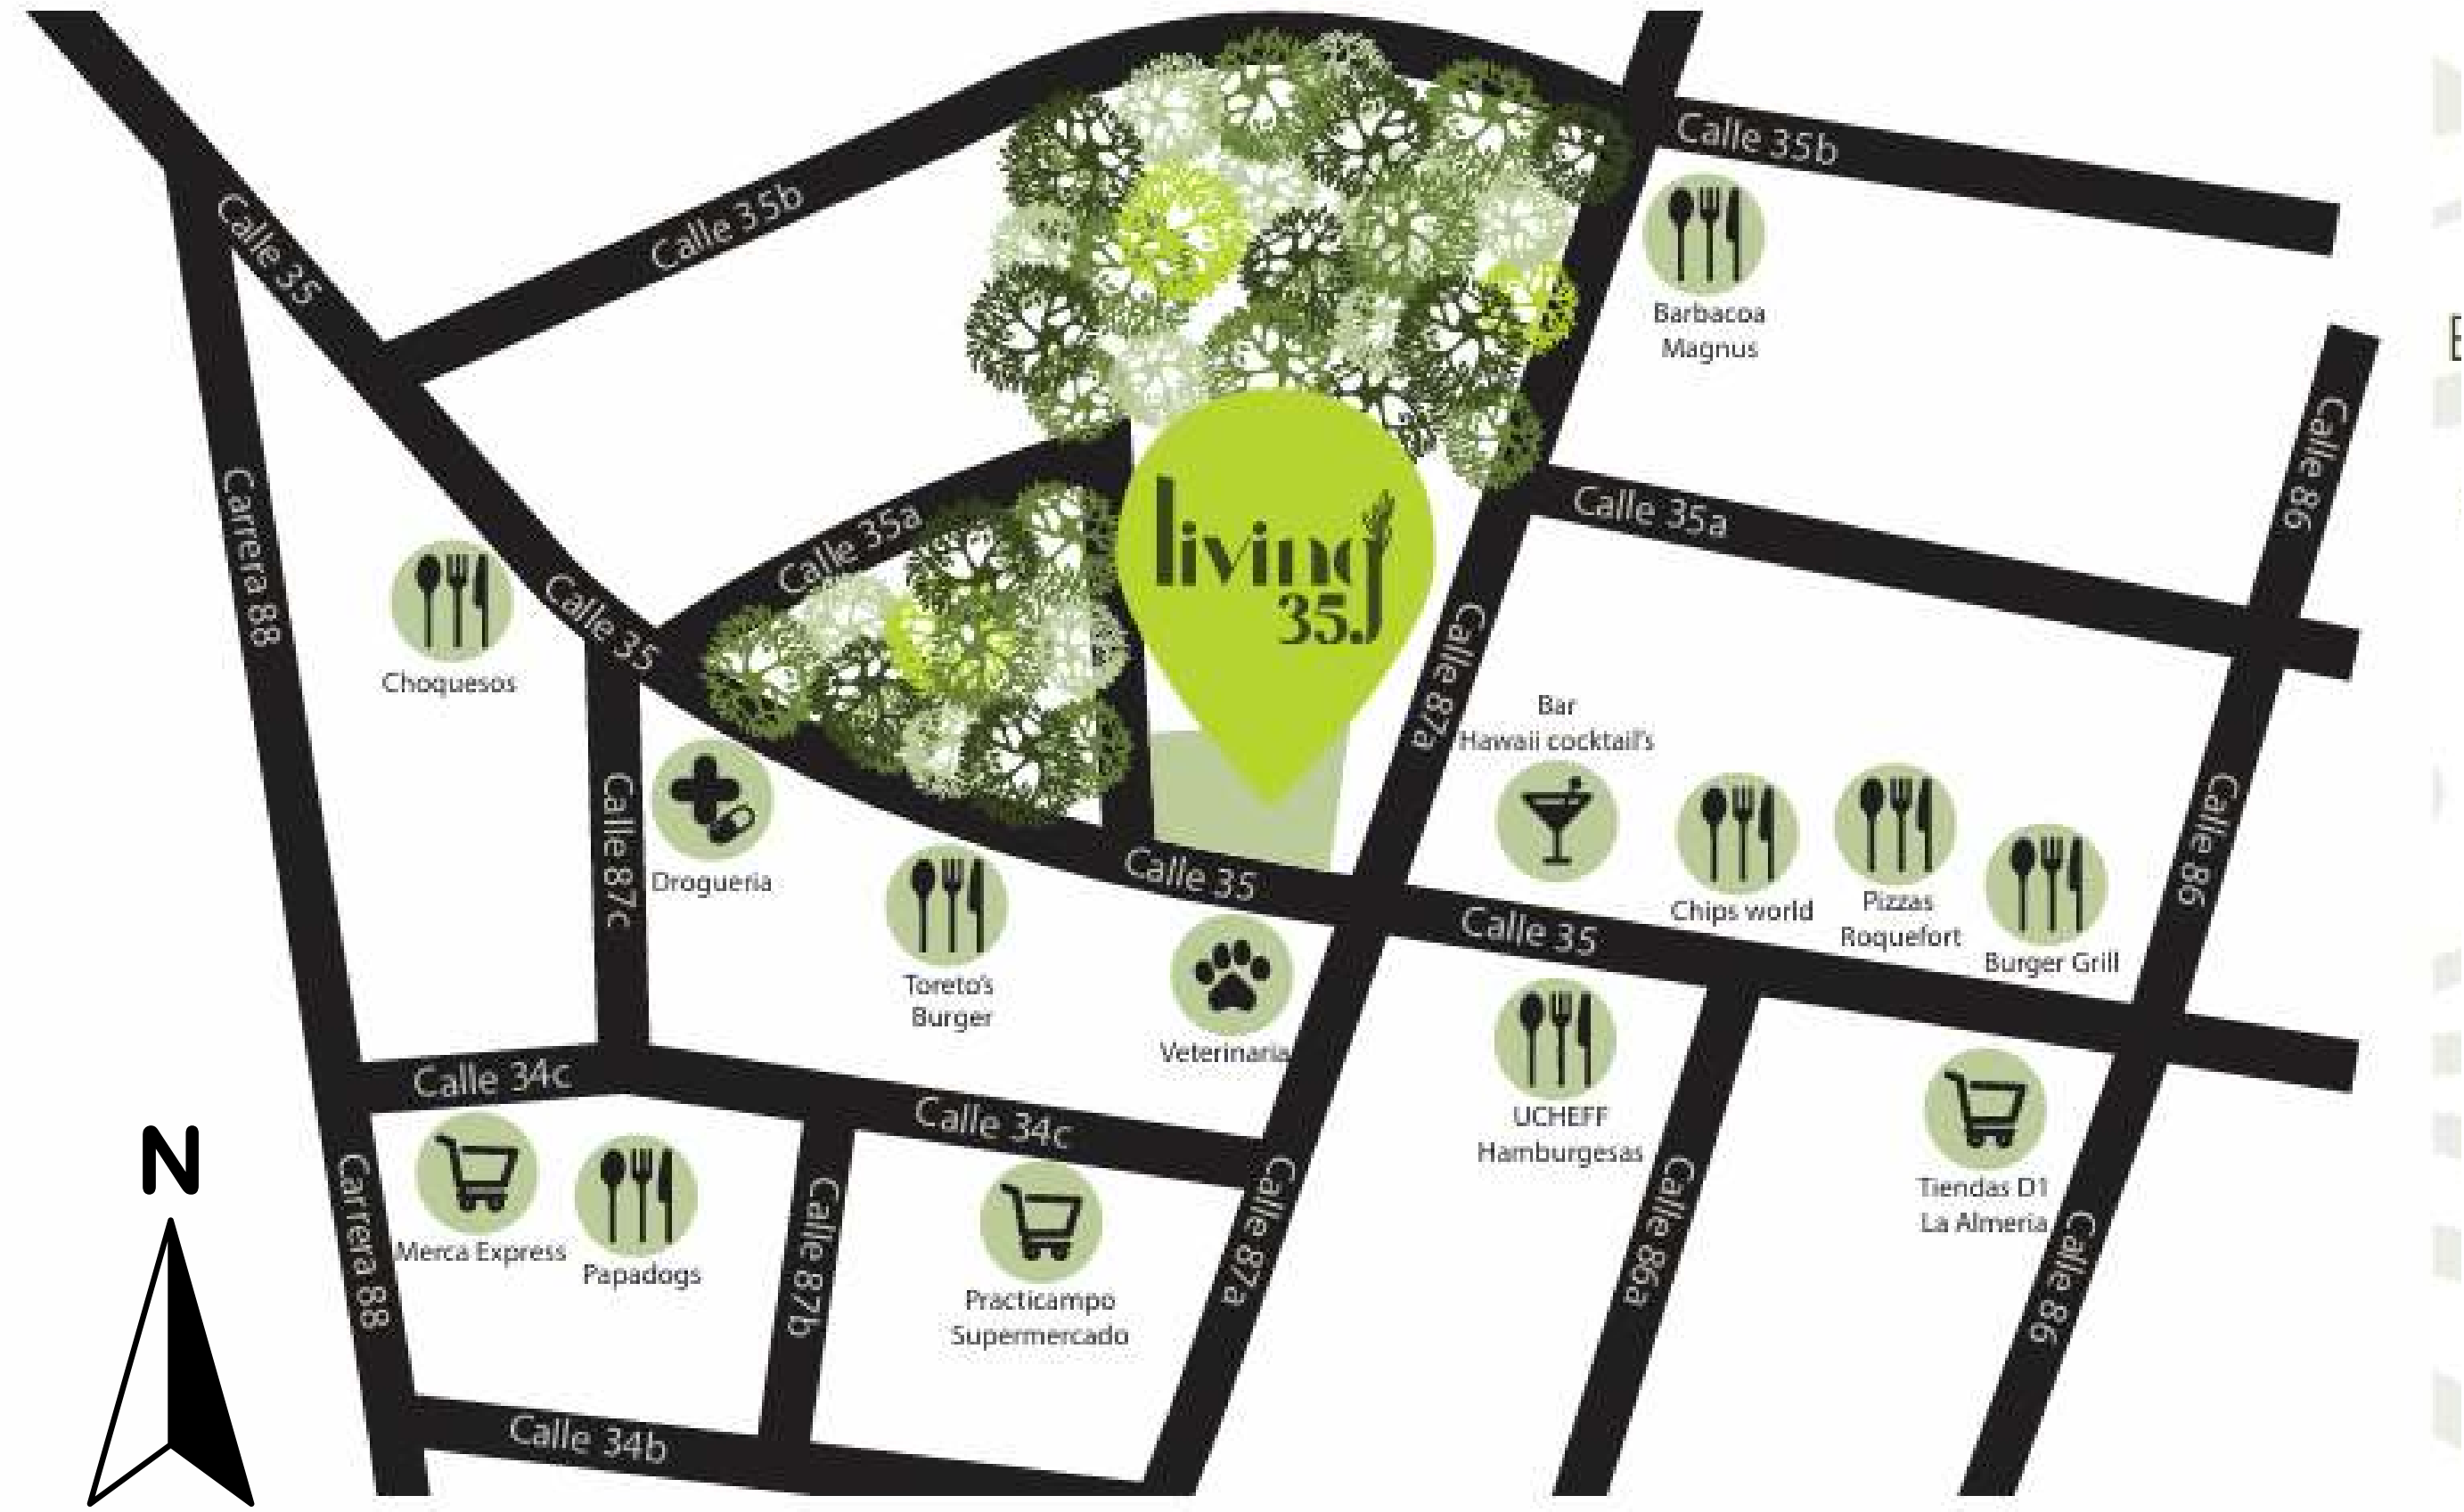 Calle 35b
Barbacoa
Magnus
Calle 35
Calle 35b
Calle 86
Carrera 88
Calle 35a
Calle 35a
living
35
Choquesos
Calle 35
Calle 87a
Bar
Hawaii cocktail's
Calle 87c
Drogueria
Calle 35
Toreto's
Burger
Veterinaria
Calle 35
Chips world
Pizzas
Roquefort
Burger Grill
Calle 86
UCHEFF
Hamburgesas
Tiendas D1
La Almeria
Calle 34c
Calle 34c
N
Merca Express
Papadogs
Carrera 88
Calle 87b
Practicampo
Supermercado
Calle 87a
Calle 86a
Calle 86
Calle 34b